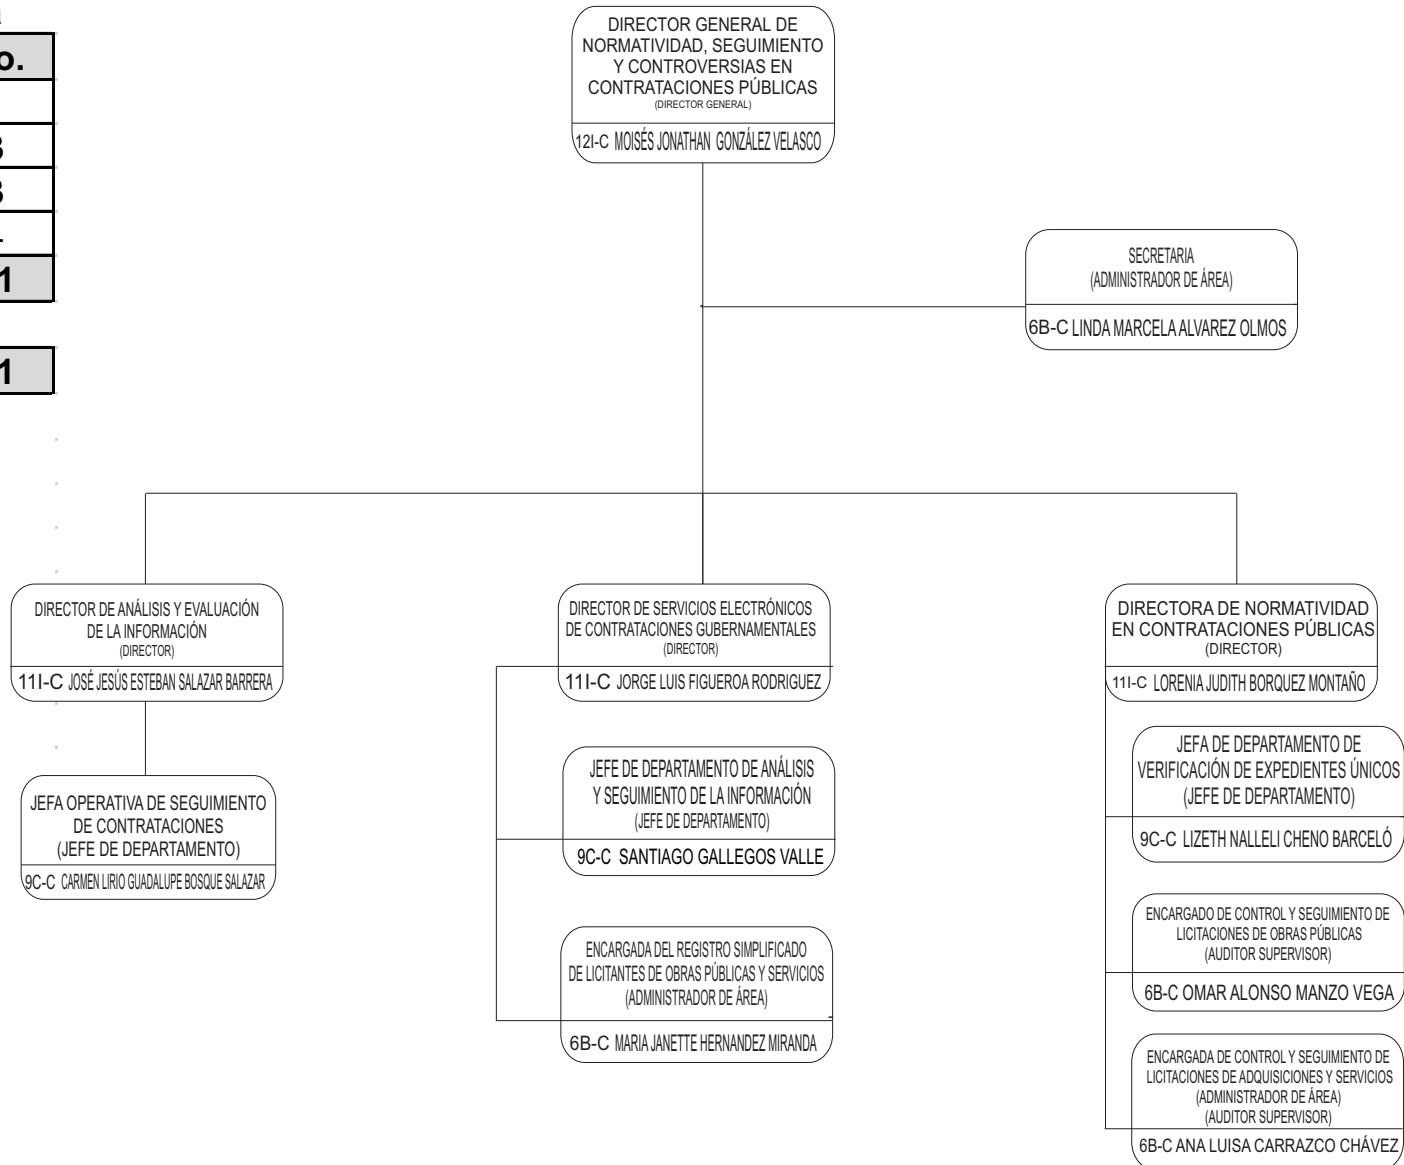 o.
1
1
DIRECTOR GENERAL DE
NORMATIVIDAD, SEGUIMIENTO
Y CONTROVERSIAS EN
CONTRATACIONES PÚBLICAS
(DIRECTOR GENERAL)
12I-C MOISÉS JONATHAN GONZÁLEZ VELASCO
SECRETARIA
(ADMINISTRADOR DE ÁREA)
6B-C LINDA MARCELA ALVAREZ OLMOS
DIRECTOR DE ANÁLISIS Y EVALUACIÓN
DE LA INFORMACIÓN
(DIRECTOR)
11I-C JOSÉ JESÚS ESTEBAN SALAZAR BARRERA
JEFA OPERATIVA DE SEGUIMIENTO
DE CONTRATACIONES
(JEFE DE DEPARTAMENTO)
9C-C CARMEN LIRIO GUADALUPE BOSQUE SALAZAR
DIRECTOR DE SERVICIOS ELECTRÓNICOS
DE CONTRATACIONES GUBERNAMENTALES
(DIRECTOR)
11I-C JORGE LUIS FIGUEROA RODRIGUEZ
JEFE DE DEPARTAMENTO DE ANÁLISIS
Y SEGUIMIENTO DE LA INFORMACIÓN
(JEFE DE DEPARTAMENTO)
9C-C SANTIAGO GALLEGOS VALLE
ENCARGADA DEL REGISTRO SIMPLIFICADO
DE LICITANTES DE OBRAS PÚBLICAS Y SERVICIOS
(ADMINISTRADOR DE ÁREA)
6B-C MARIA JANETTE HERNANDEZ MIRANDA
DIRECTORA DE NORMATIVIDAD
EN CONTRATACIONES PÚBLICAS
(DIRECTOR)
11I-C LORENIA JUDITH BORQUEZ MONTAÑO
JEFA DE DEPARTAMENTO DE
VERIFICACIÓN DE EXPEDIENTES ÚNICOS
(JEFE DE DEPARTAMENTO)
9C-C LIZETH NALLELI CHENO BARCELÓ
ENCARGADO DE CONTROL Y SEGUIMIENTO DE
LICITACIONES DE OBRAS PÚBLICAS
(AUDITOR SUPERVISOR)
6B-C OMAR ALONSO MANZO VEGA
ENCARGADA DE CONTROL Y SEGUIMIENTO DE
LICITACIONES DE ADQUISICIONES Y SERVICIOS
(ADMINISTRADOR DE ÁREA)
(AUDITOR SUPERVISOR)
6B-C ANA LUISA CARRAZCO CHÁVEZ